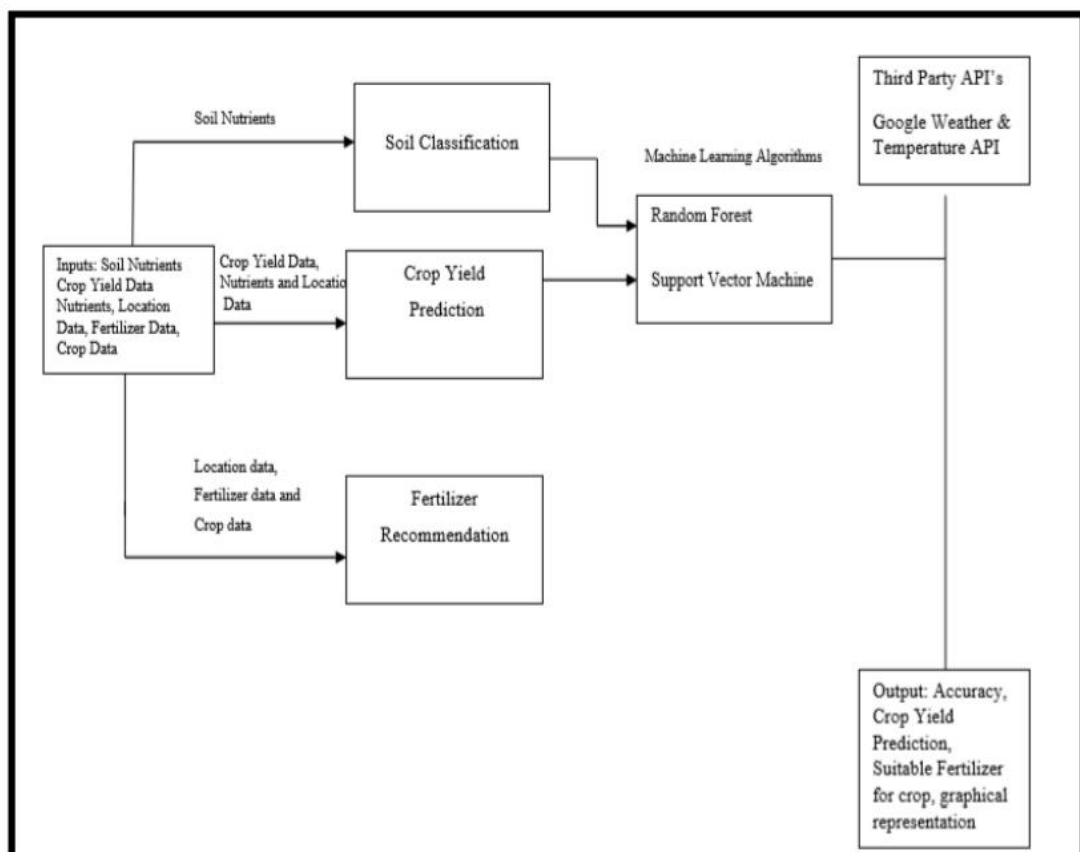 Soil Nutrients
Soil Classification
Machine Learning Algorithms
Third Party API's
Google Weather &
Temperature API
Random Forest
Support Vector Machine
Inputs: Soil Nutrients
Crop Yield Data
Nutrients, Location
Data, Fertilizer Data,
Crop Data
Crop Yield Data,
Nutrients and Locatio
Data
Crop Yield
Prediction
Location data,
Fertilizer data and
Crop data
Fertilizer
Recommendation
Output: Accuracy,
Crop Yield
Prediction,
Suitable Fertilizer
for crop, graphical
representation